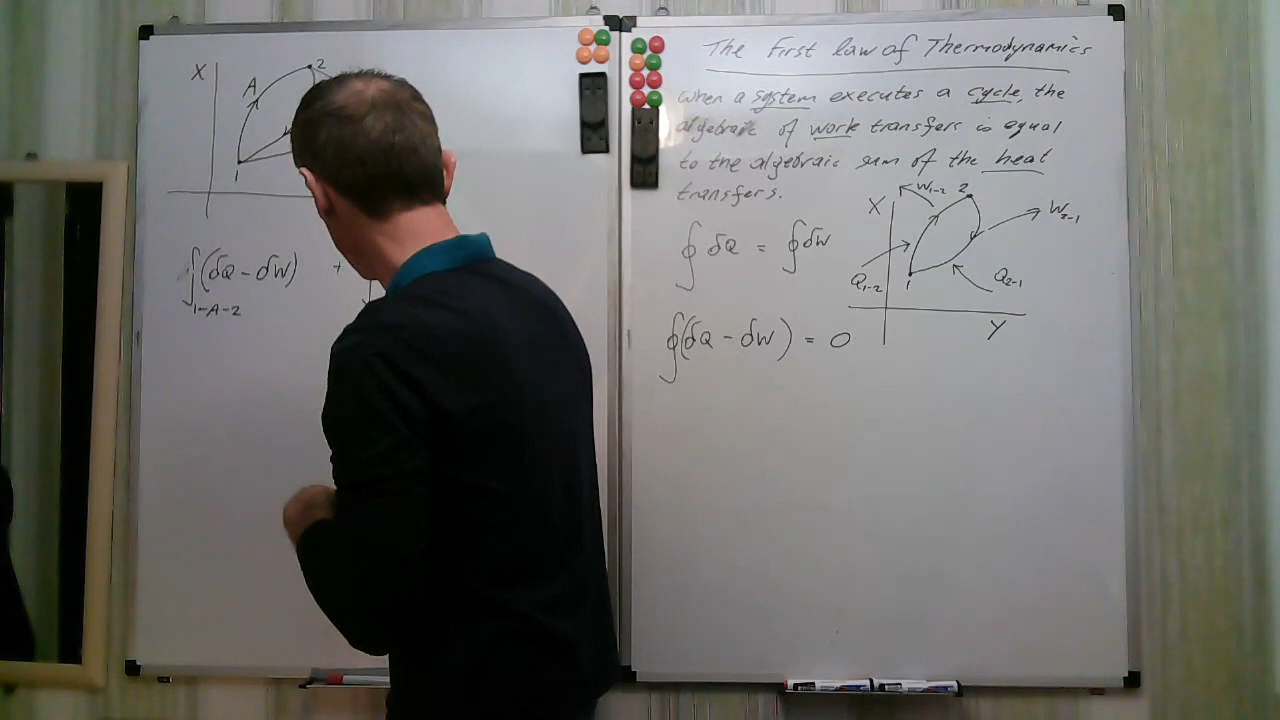 X
A
2
1
∫(δQ - δW) +
1-A-2
The First law of Thermodynamics
When a system executes a cycle, the
algebraic of work transfers is equal
to the algebraic sum of the heat
transfers.
∮ δQ = ∮ δW
∮(δQ - δW) = 0
X
W₁₋₂
2
W₂₋₁
Q₁₋₂
1
Q₂₋₁
Y